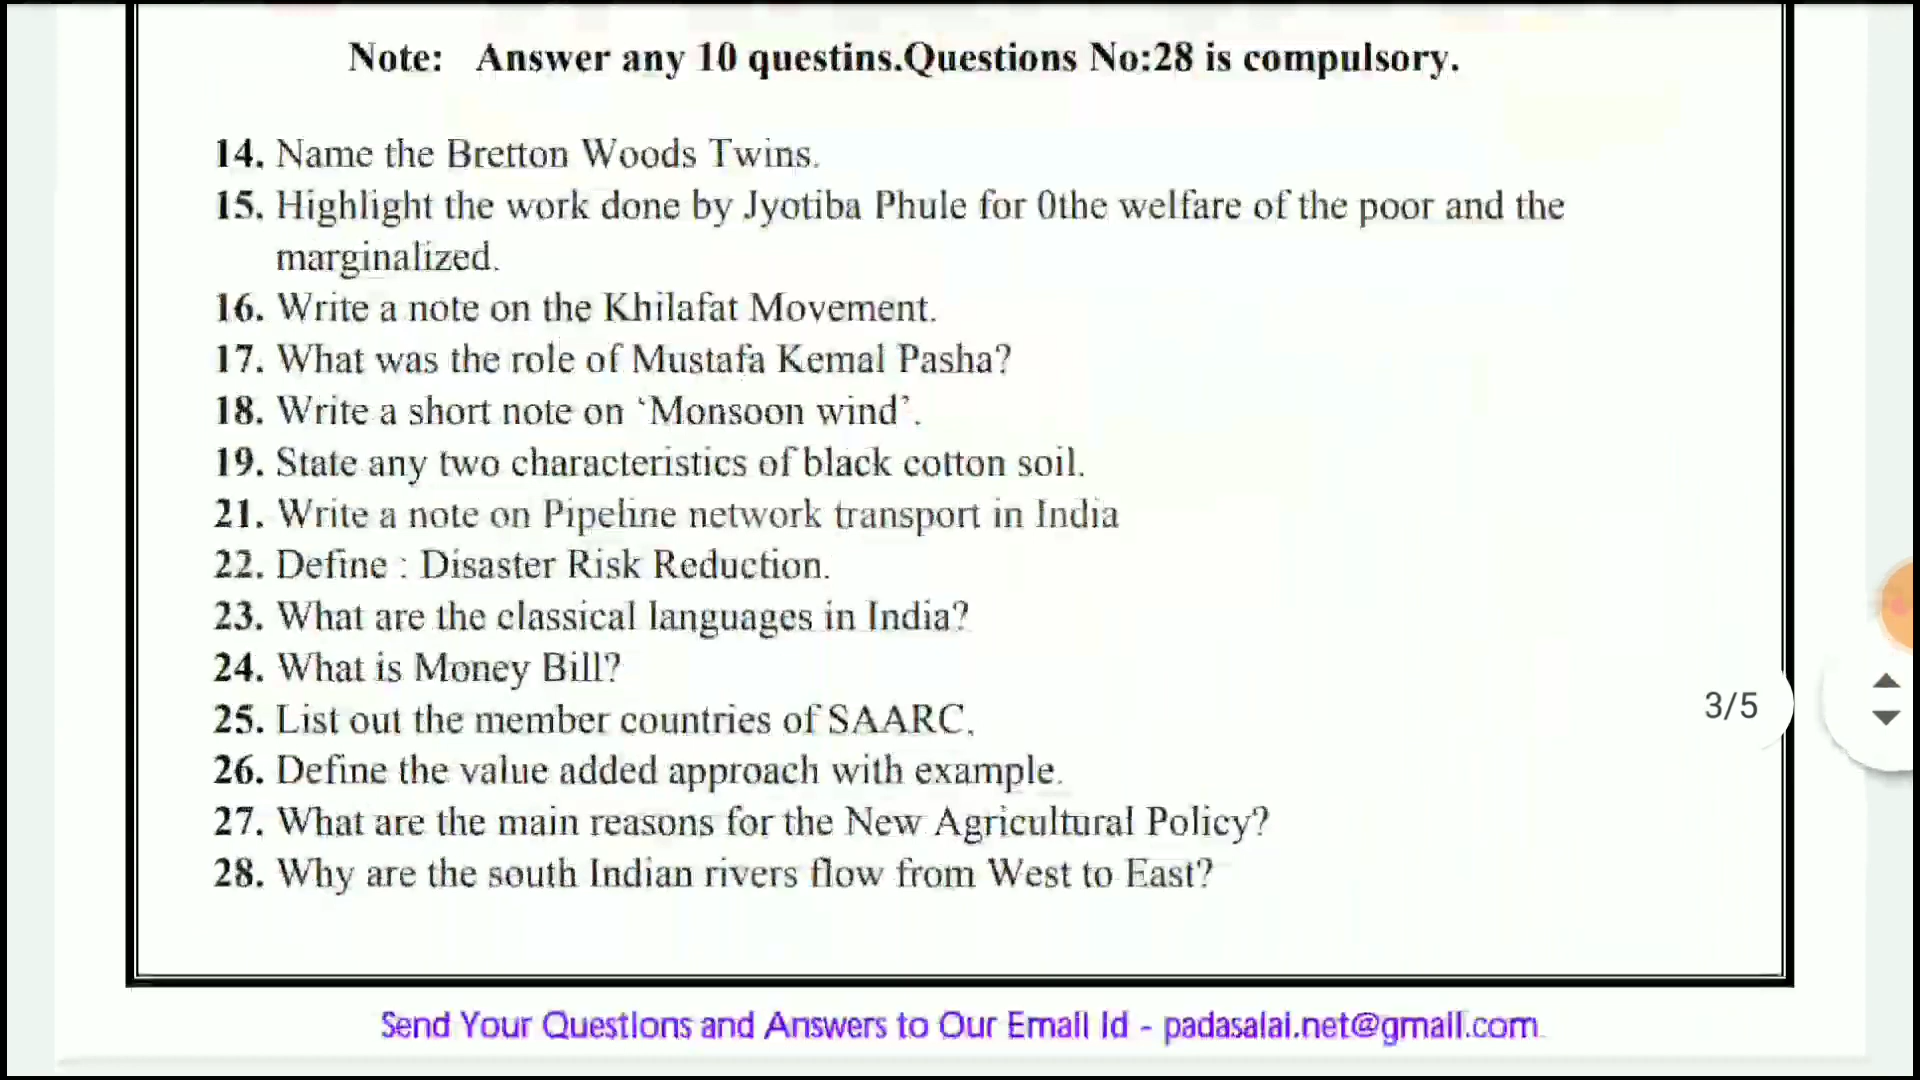 Note: Answer any 10 questins.Questions No:28 is compulsory.
14. Name the Bretton Woods Twins.
15. Highlight the work done by Jyotiba Phule for 0the welfare of the poor and the
marginalized.
16. Write a note on the Khilafat Movement.
17. What was the role of Mustafa Kemal Pasha?
18. Write a short note on ‘Monsoon wind’.
19. State any two characteristics of black cotton soil.
21. Write a note on Pipeline network transport in India
22. Define : Disaster Risk Reduction.
23. What are the classical languages in India?
24. What is Money Bill?
25. List out the member countries of SAARC.
26. Define the value added approach with example.
27. What are the main reasons for the New Agricultural Policy?
28. Why are the south Indian rivers flow from West to East?
3/5
Send Your Questions and Answers to Our Email Id - padasalai.net@gmail.com